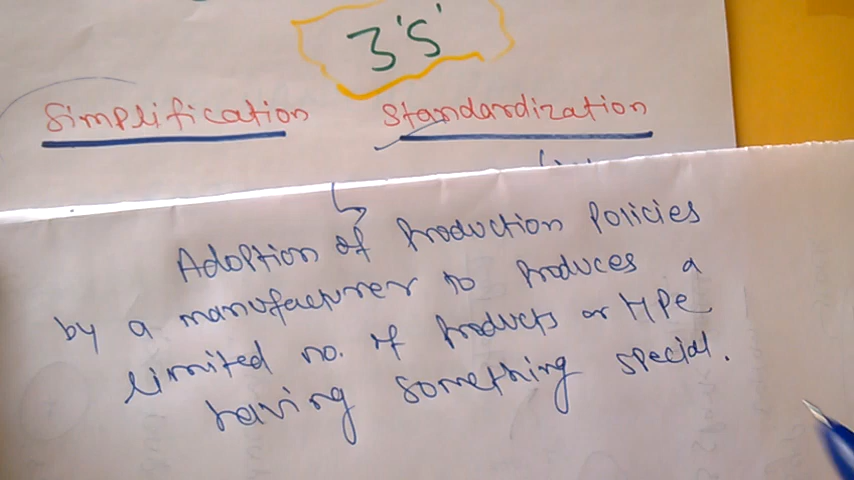 3'S'
Simplification Standardization
Adoption of Production Policies
by a manufacturer to produces a
limited no. of products or type
having something special.